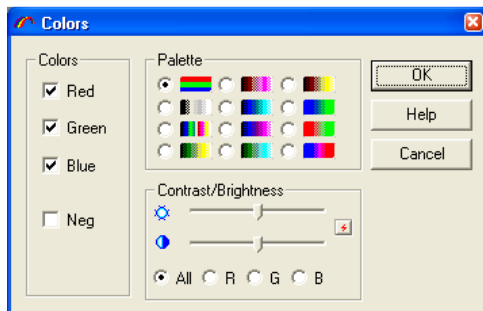 Colors
Colors
Red
Green
Blue
Neg
Palette
Contrast/Brightness
All R G B
OK
Help
Cancel